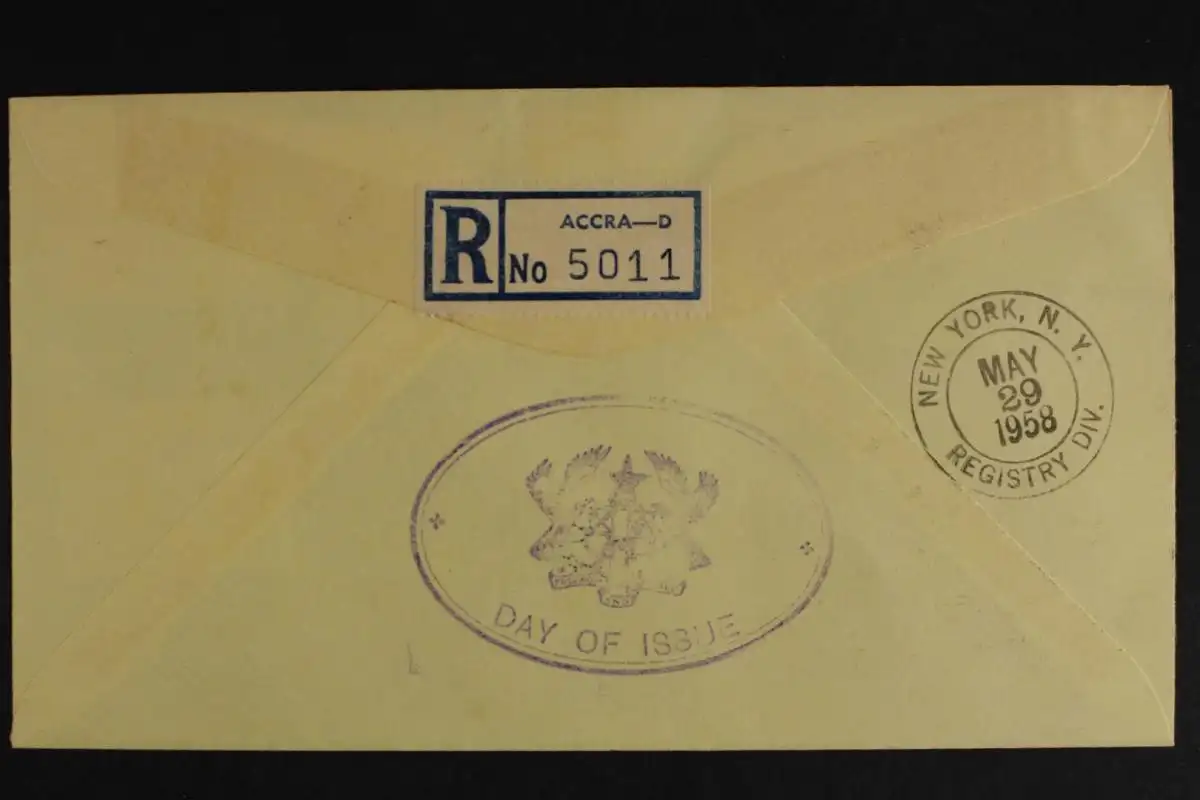 R
ACCRA—D
No 5011
NEW YORK, N. Y.
MAY
29
1958
REGISTRY DIV.
DAY OF ISSUE